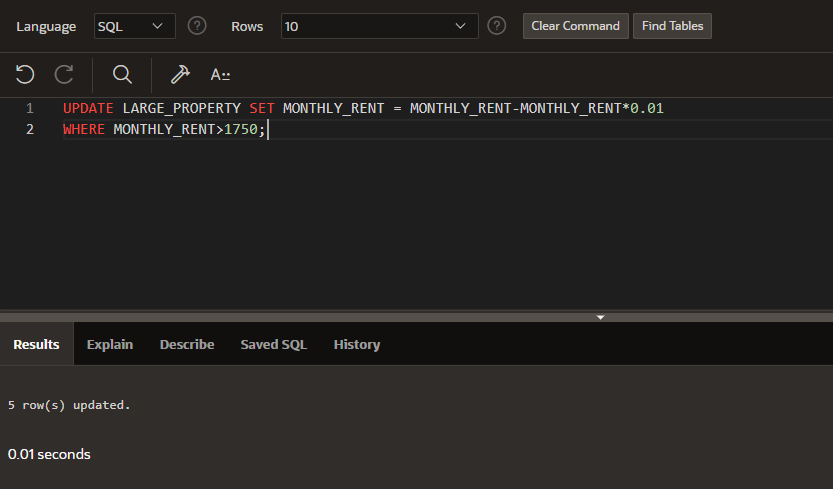 Language SQL Rows 10 Clear Command Find Tables
1 UPDATE LARGE_PROPERTY SET MONTHLY_RENT = MONTHLY_RENT-MONTHLY_RENT*0.01
2 WHERE MONTHLY_RENT>1750;
Results Explain Describe Saved SQL History
5 row(s) updated.
0.01 seconds